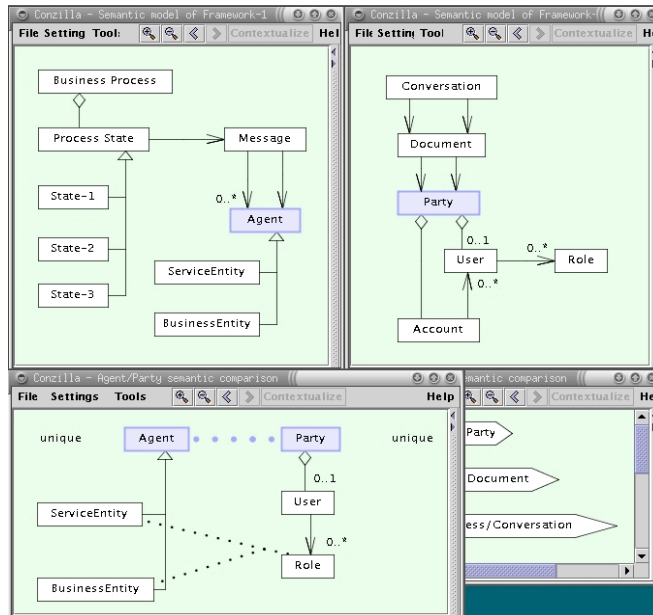 Conzilla - Semantic model of Framework-1
File Setting Tool: Contextualize Hel
Business Process
Process State
Message
State-1
0..*
Agent
State-2
ServiceEntity
State-3
BusinessEntity
Conzilla - Semantic model of Framework-
File Setting Tool Contextualize Hel
Conversation
Document
Party
0..1
0..*
User
Role
0..*
Account
Conzilla - Agent/Party semantic comparison
File Settings Tools Contextualize Help
unique
Agent
Party
unique
0..1
User
ServiceEntity
0..*
Role
BusinessEntity
emantic comparison
Contextualize He
Party
Document
ess/Conversation